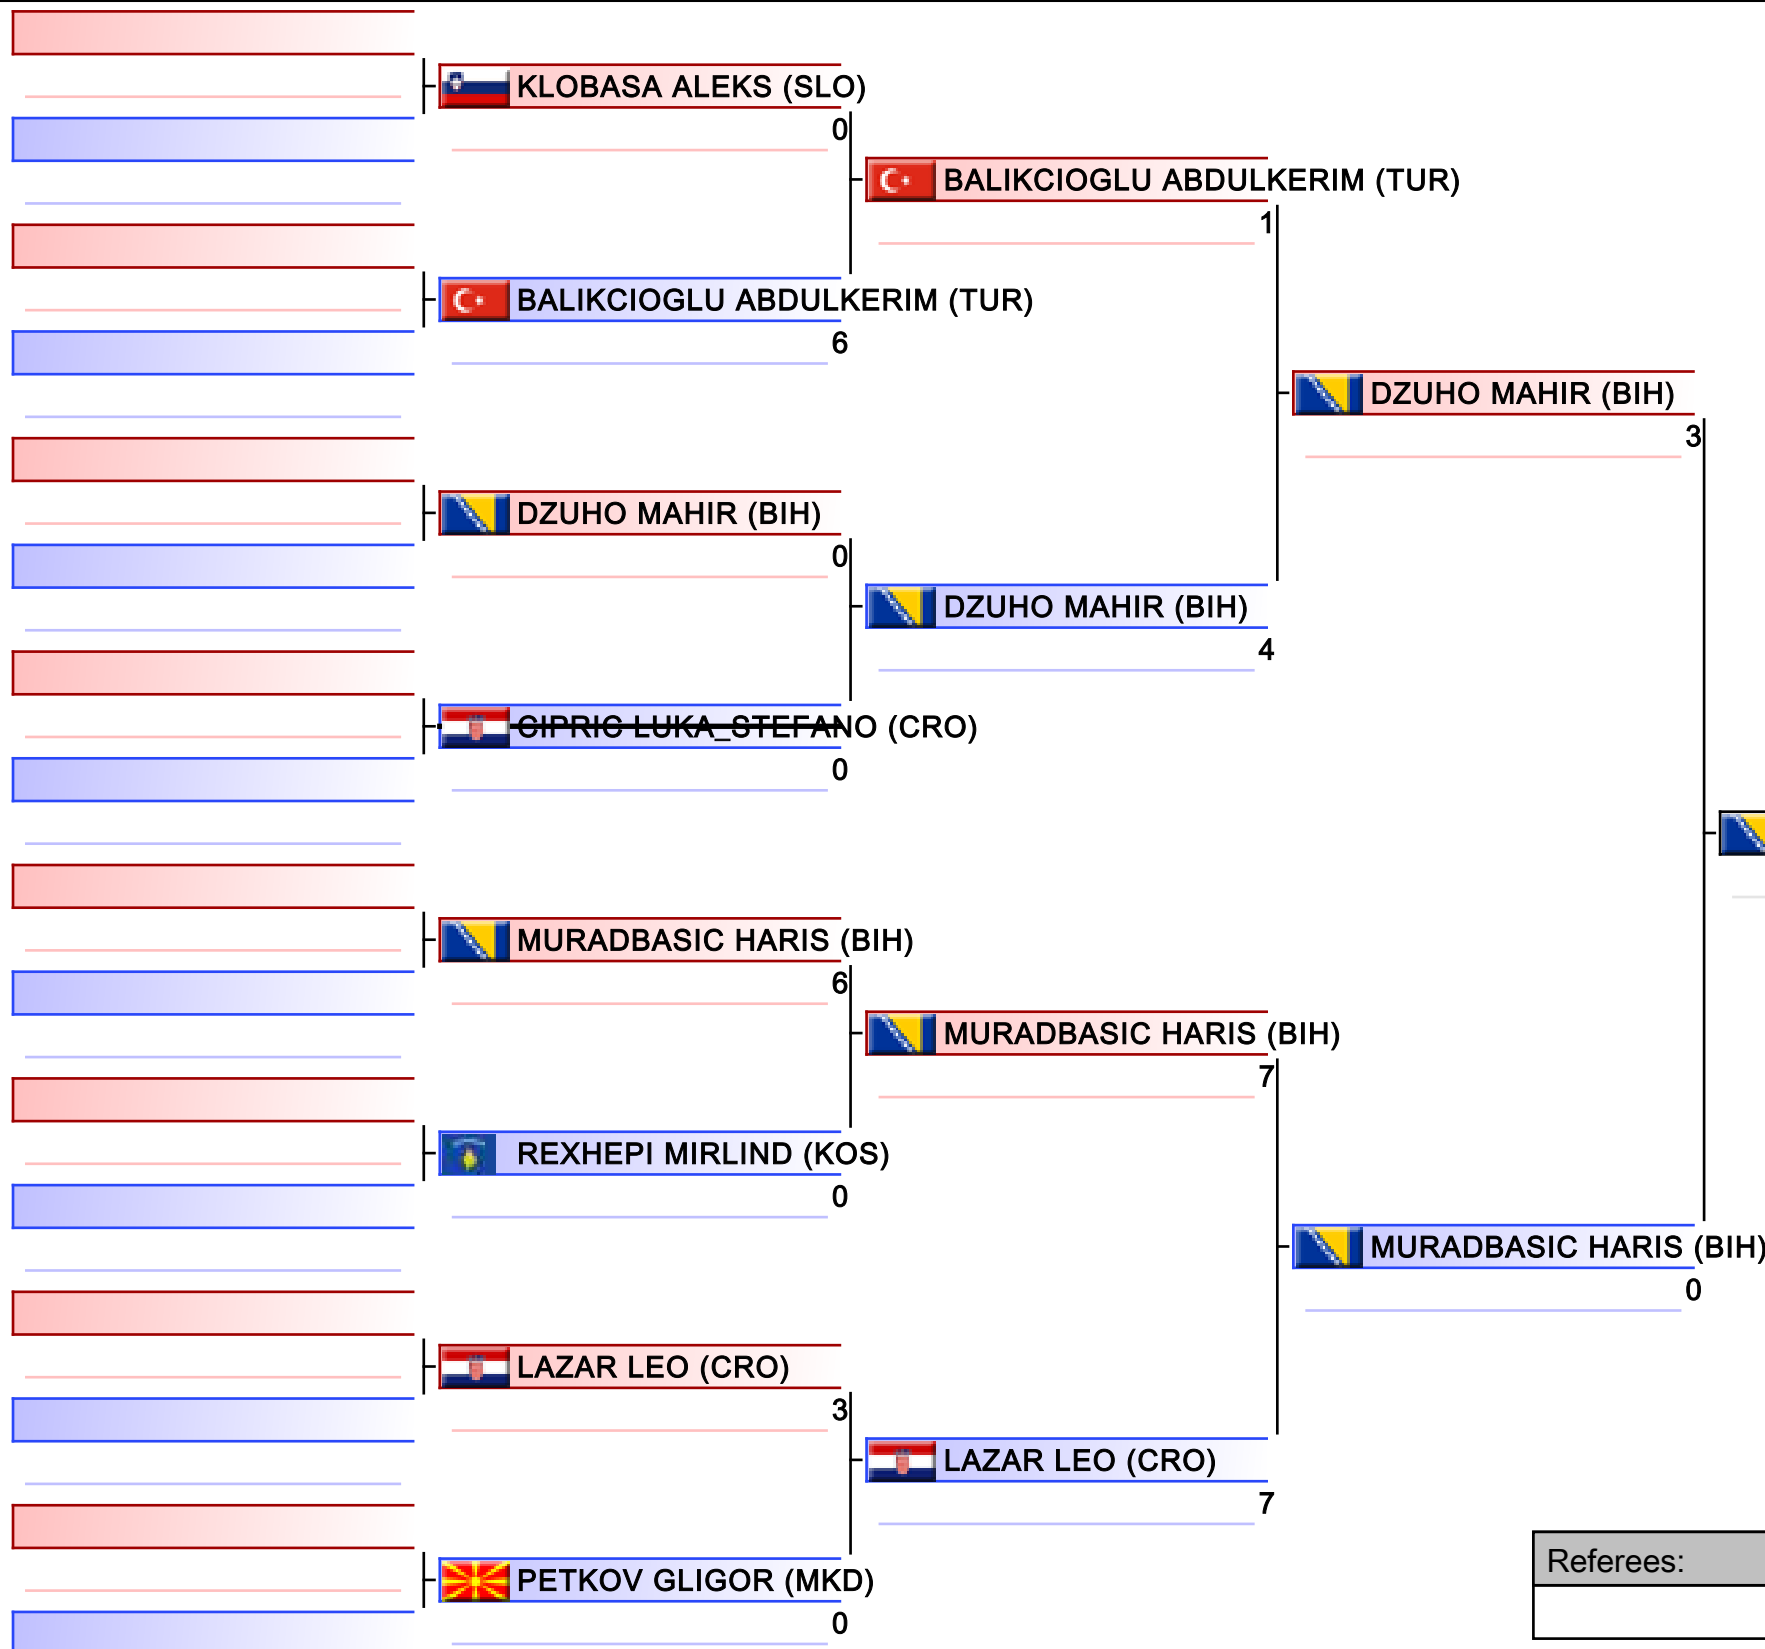 KLOBASA ALEKS (SLO)
0
BALIKCIOGLU ABDULKERIM (TUR)
1
BALIKCIOGLU ABDULKERIM (TUR)
6
DZUHO MAHIR (BIH)
3
DZUHO MAHIR (BIH)
0
DZUHO MAHIR (BIH)
4
CIPRIC LUKA_STEFANO (CRO)
0
MURADBASIC HARIS (BIH)
6
MURADBASIC HARIS (BIH)
7
REXHEPI MIRLIND (KOS)
0
MURADBASIC HARIS (BIH)
0
LAZAR LEO (CRO)
3
LAZAR LEO (CRO)
7
PETKOV GLIGOR (MKD)
0
Referees: